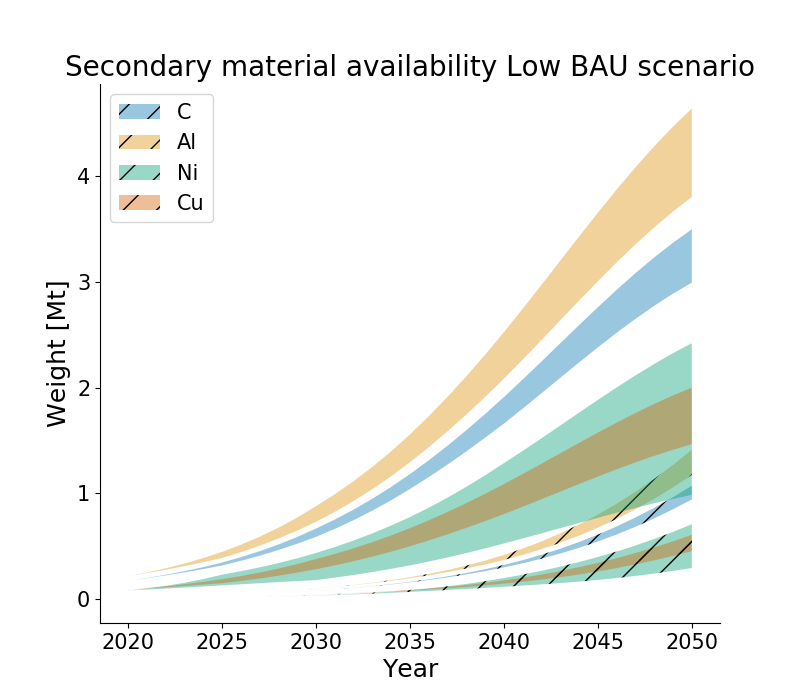 Secondary material availability Low BAU scenario
C
Al
Ni
Cu
Weight [Mt]
4
3
2
1
0
2020 2025 2030 2035 2040 2045 2050
Year